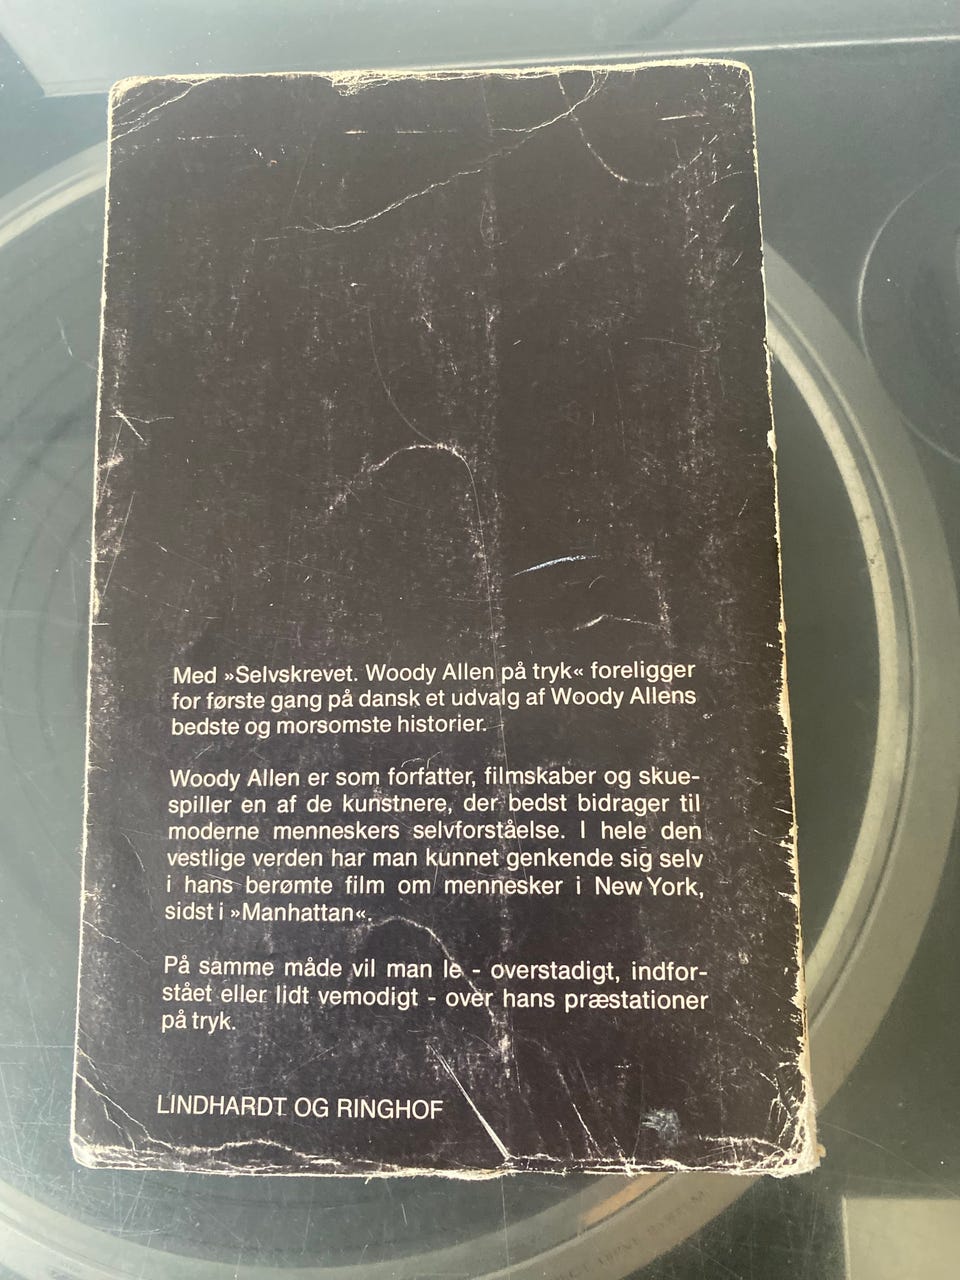 Med »Selvskrevet. Woody Allen på tryk« foreligger
for første gang på dansk et udvalg af Woody Allens
bedste og morsomste historier.
Woody Allen er som forfatter, filmskaber og skue-
spiller en af de kunstnere, der bedst bidrager til
moderne menneskers selvforståelse. I hele den
vestlige verden har man kunnet genkende sig selv
i hans berømte film om mennesker i New York,
sidst i »Manhattan«.
På samme måde vil man le - overstadigt, indfor-
stået eller lidt vemodigt - over hans præstationer
på tryk.
LINDHARDT OG RINGHOF